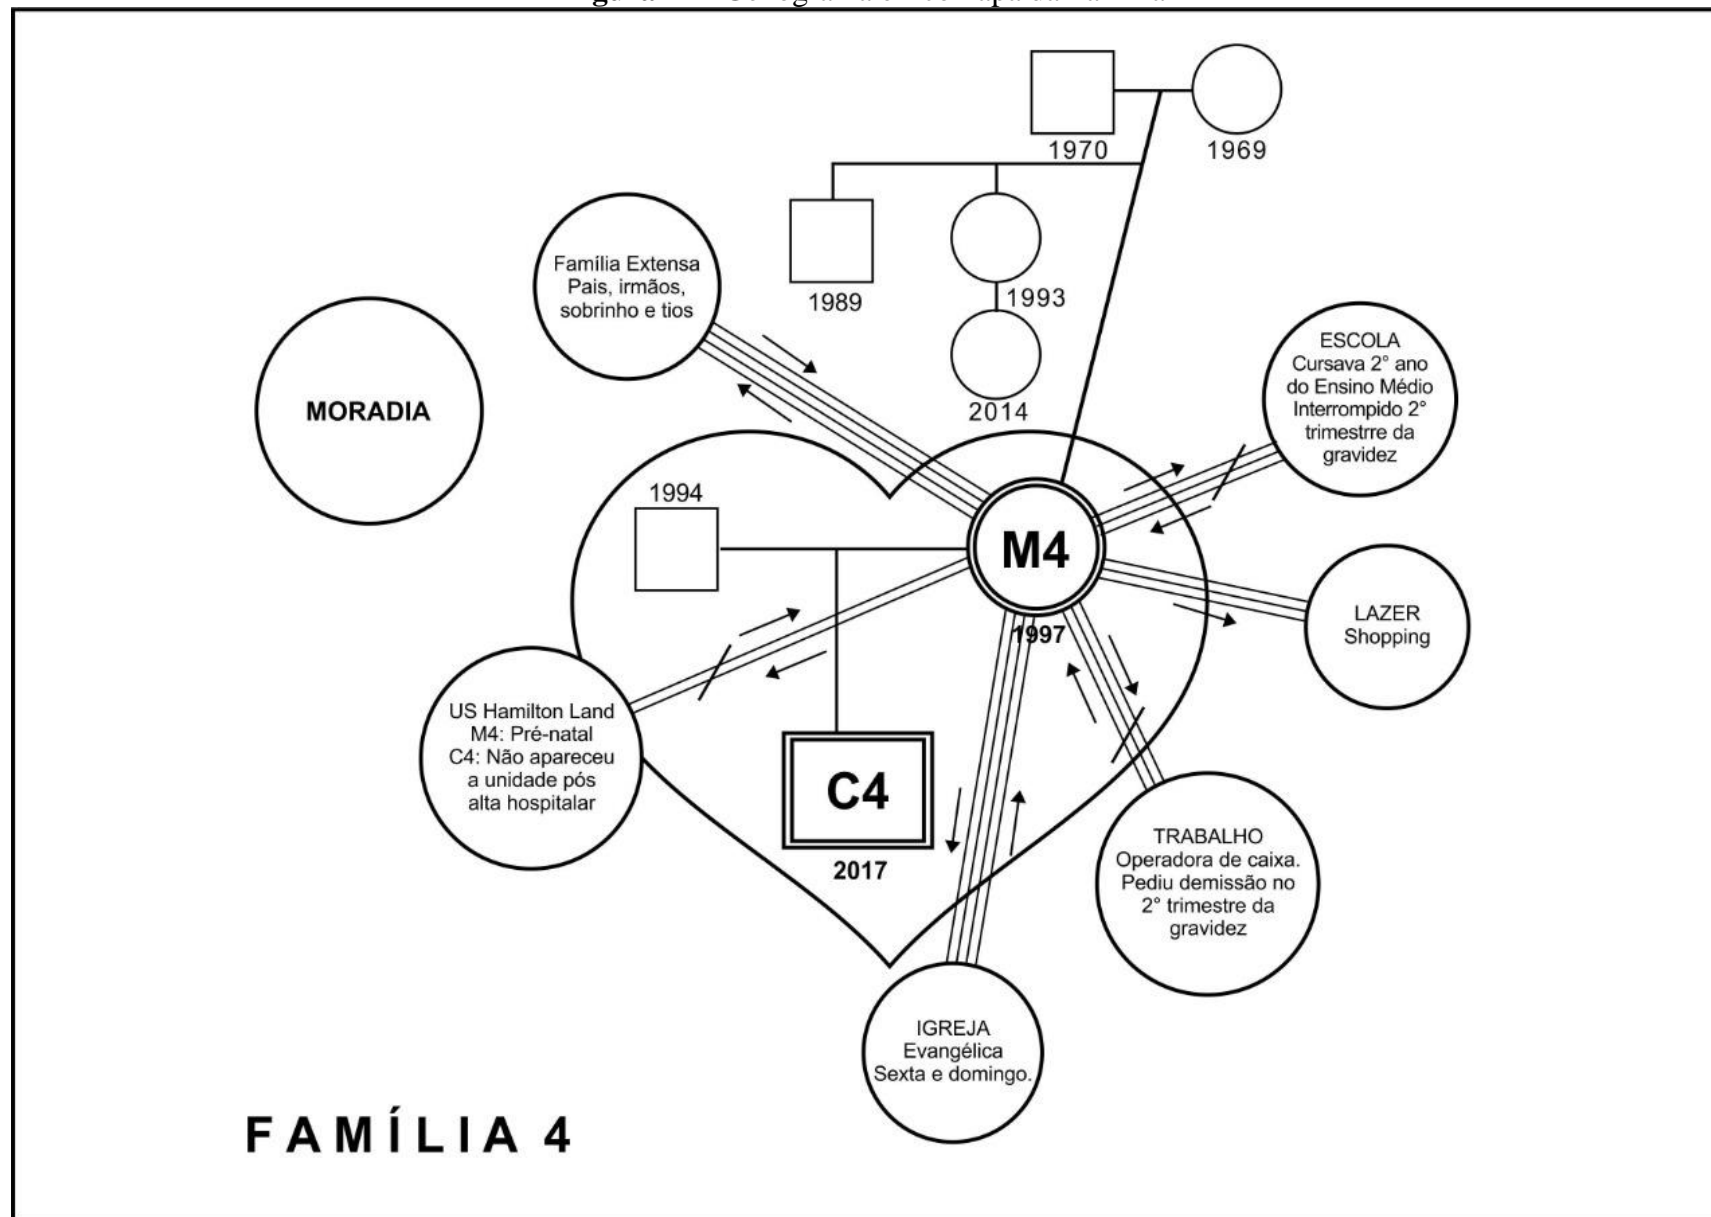 1970
1969
1989
1993
2014
Família Extensa
Pais, irmãos,
sobrinho e tios
MORADIA
ESCOLA
Cursava 2° ano
do Ensino Médio
Interrompido 2°
trimestrre da
gravidez
1994
M4
1997
LAZER
Shopping
US Hamilton Land
M4: Pré-natal
C4: Não apareceu
a unidade pós
alta hospitalar
C4
2017
TRABALHO
Operadora de caixa.
Pediu demissão no
2° trimestre da
gravidez
IGREJA
Evangélica
Sexta e domingo.
FAMÍLIA 4